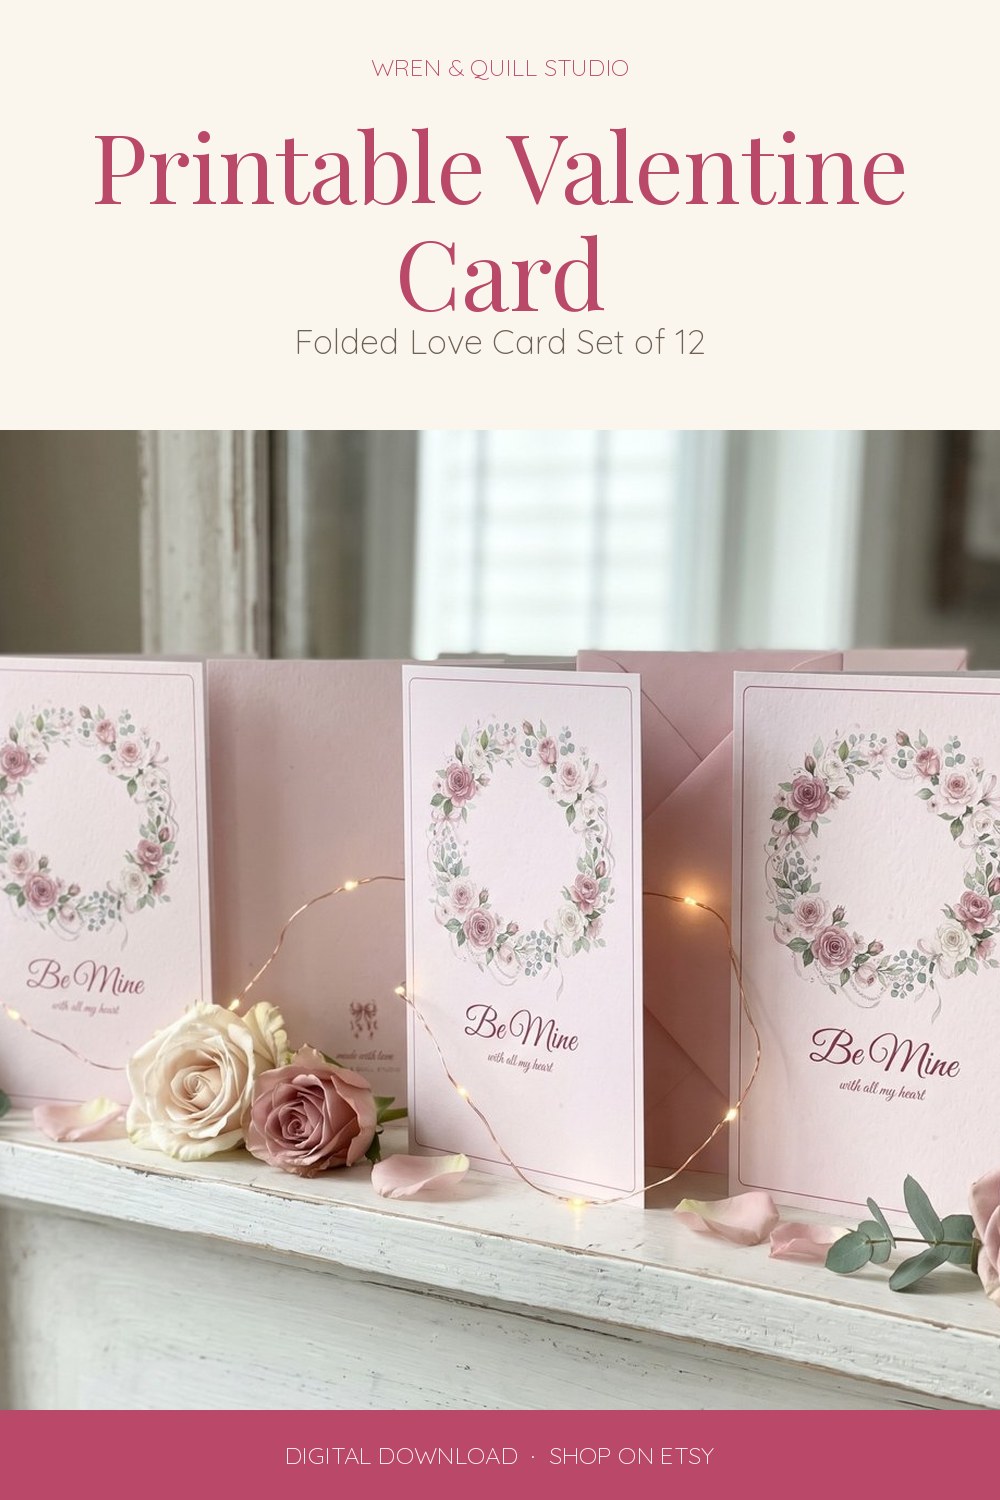 WREN & QUILL STUDIO
Printable Valentine
Card
Folded Love Card Set of 12
Be Mine
with all my heart
made with love
QUILL STUDIO
Be Mine
with all my heart
Be Mine
with all my heart
DIGITAL DOWNLOAD · SHOP ON ETSY